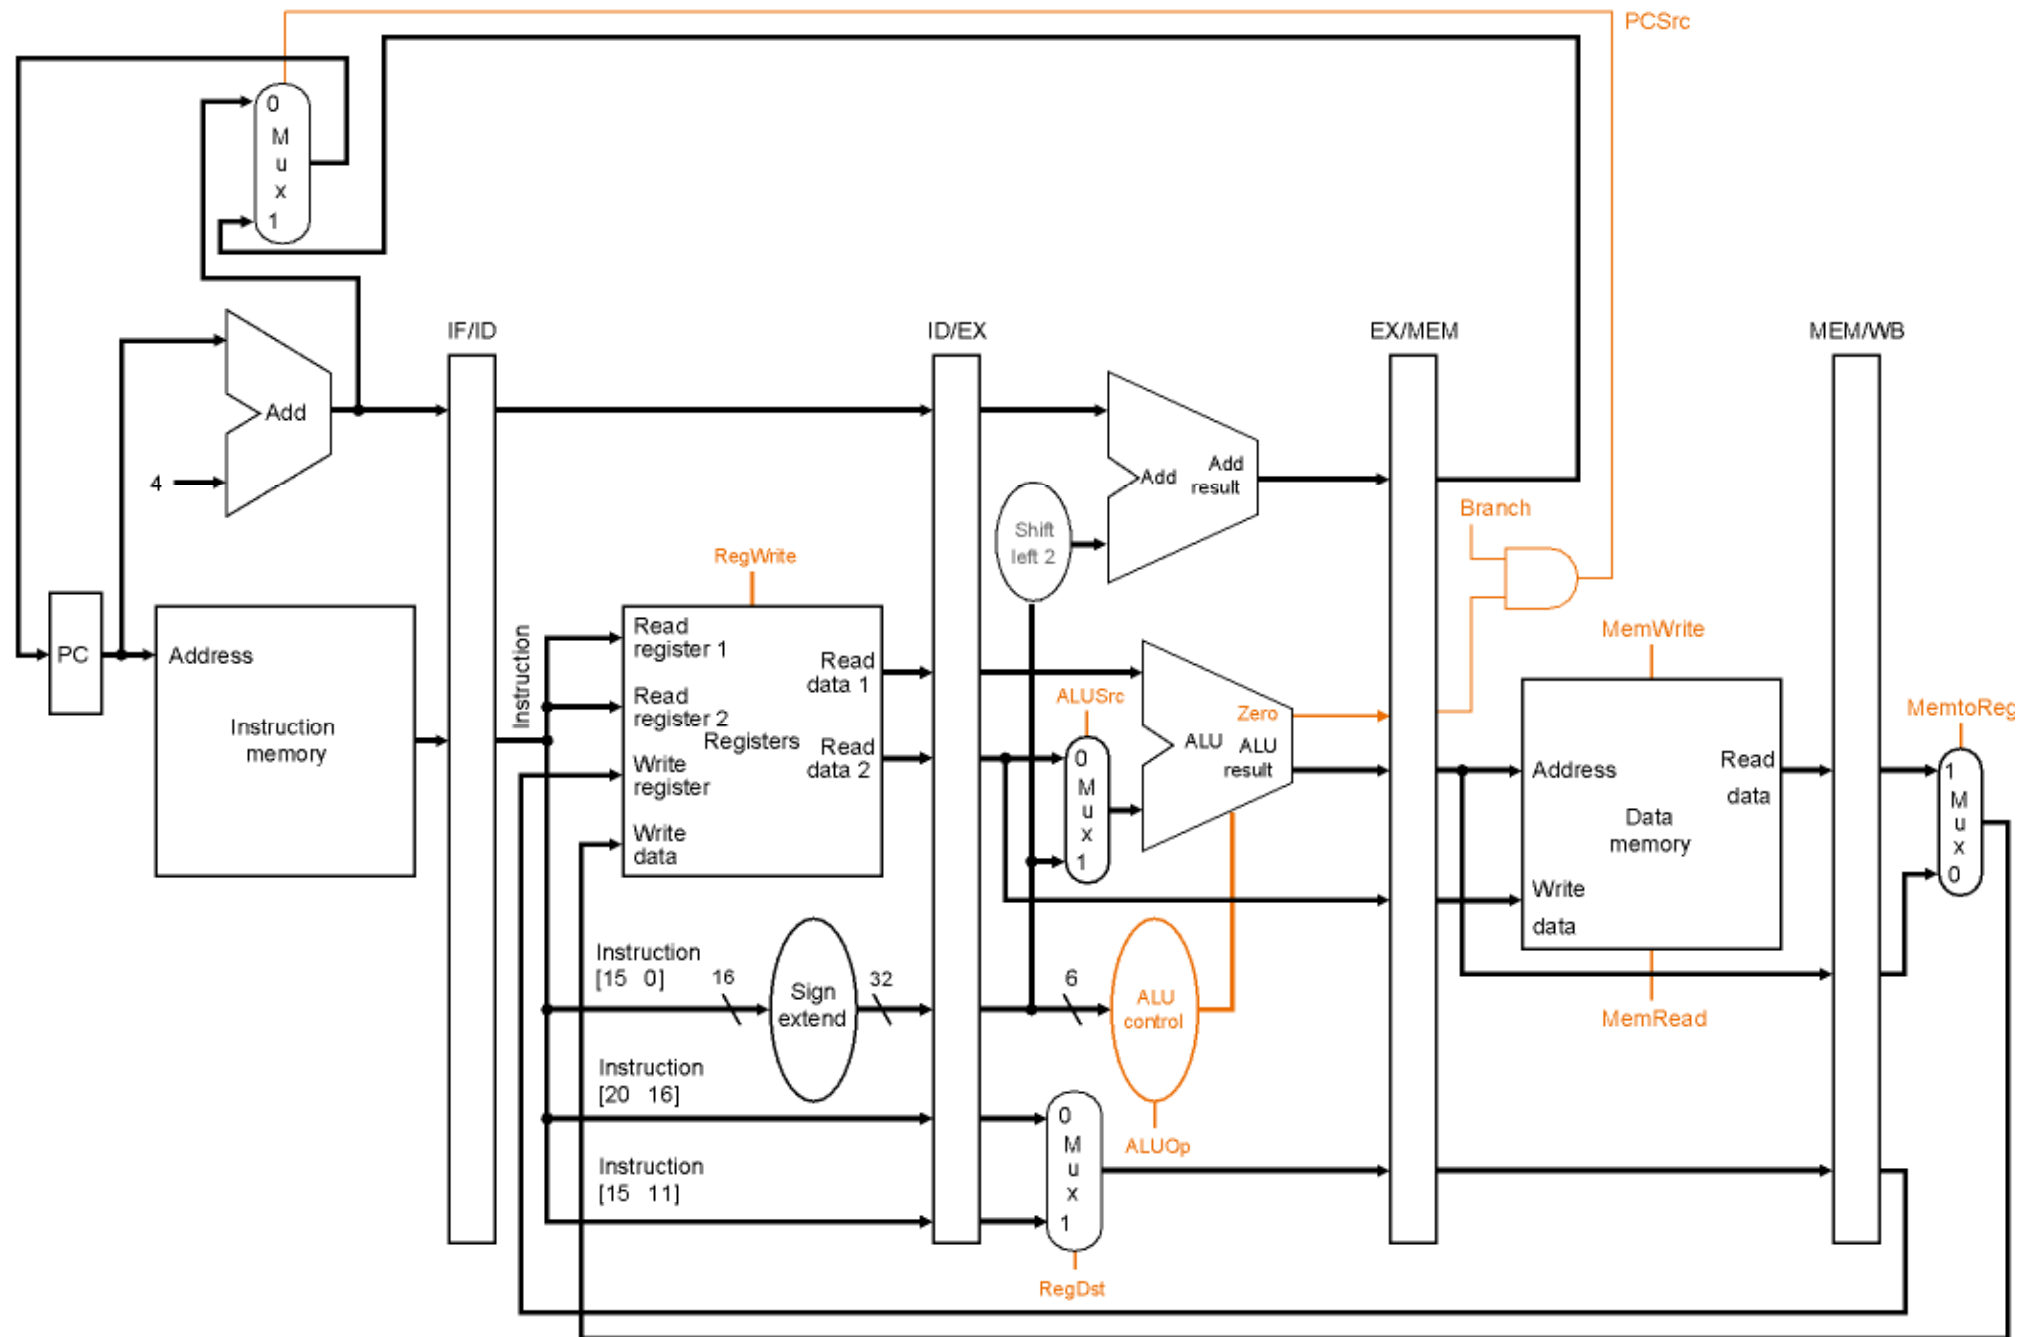 PCSrc
0
M
u
x
1
IF/ID
ID/EX
EX/MEM
MEM/WB
Add
4
Add
Add
result
Shift
left 2
Branch
RegWrite
PC
Address
Instruction
memory
Instruction
Read
register 1
Read
register 2
Registers
Write
register
Write
data
Read
data 1
Read
data 2
ALUSrc
0
M
u
x
1
Zero
ALU
ALU
result
MemWrite
Address
Read
data
Data
memory
Write
data
MemRead
MemtoReg
1
M
u
x
0
Instruction
[15 0]
16
Sign
extend
32
6
ALU
control
ALUOp
Instruction
[20 16]
Instruction
[15 11]
0
M
u
x
1
RegDst